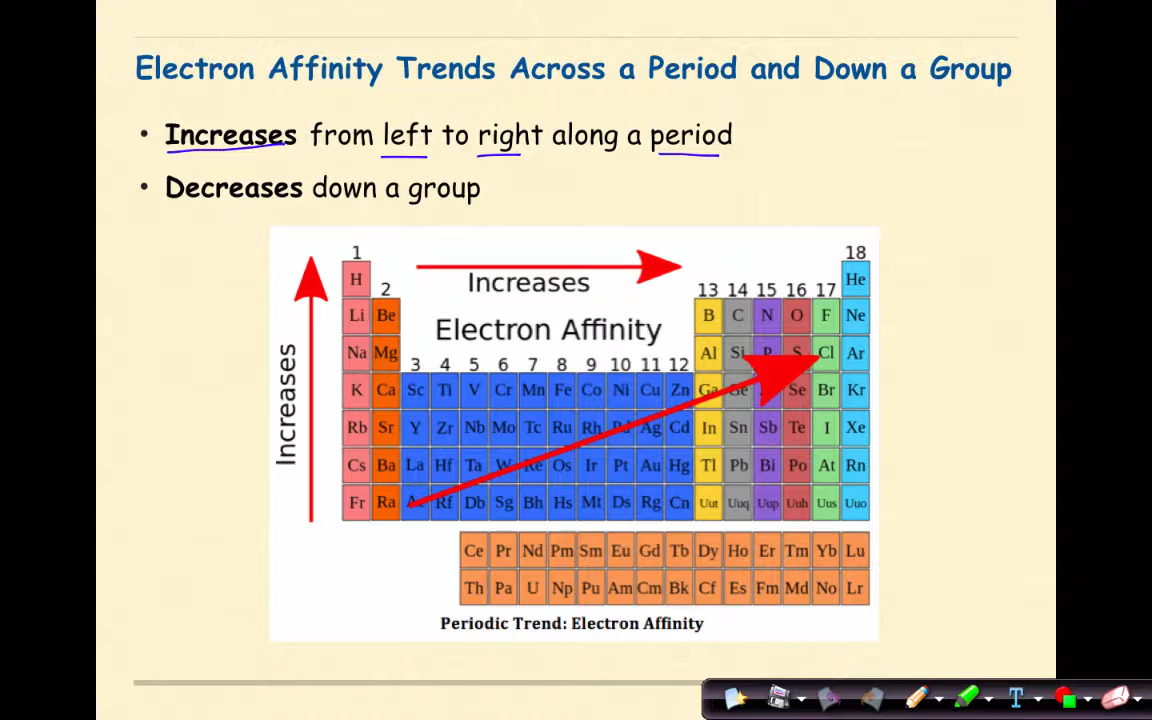 Electron Affinity Trends Across a Period and Down a Group
• Increases from left to right along a period
• Decreases down a group
1 18
H Increases He
2 13 14 15 16 17
Li Be Electron Affinity B C N O F Ne
Na Mg 3 4 5 6 7 8 9 10 11 12 Al Si P S Cl Ar
Increases
K Ca Sc Ti V Cr Mn Fe Co Ni Cu Zn Ga Ge Se Br Kr
Rb Sr Y Zr Nb Mo Tc Ru Rh Pd Ag Cd In Sn Sb Te I Xe
Cs Ba La Hf Ta W Re Os Ir Pt Au Hg Tl Pb Bi Po At Rn
Fr Ra Rf Db Sg Bh Hs Mt Ds Rg Cn Uut Uuq Uup Uuh Uus Uuo
Ce Pr Nd Pm Sm Eu Gd Tb Dy Ho Er Tm Yb Lu
Th Pa U Np Pu Am Cm Bk Cf Es Fm Md No Lr
Periodic Trend: Electron Affinity
T